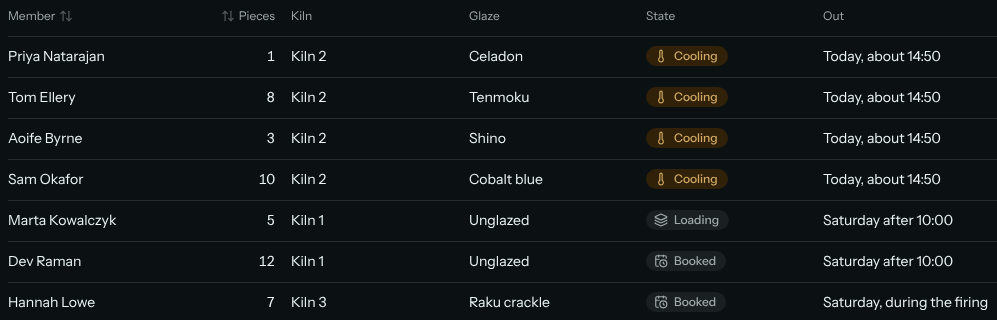 Member Pieces Kiln Glaze State Out
Priya Natarajan 1 Kiln 2 Celadon Cooling Today, about 14:50
Tom Ellery 8 Kiln 2 Tenmoku Cooling Today, about 14:50
Aoife Byrne 3 Kiln 2 Shino Cooling Today, about 14:50
Sam Okafor 10 Kiln 2 Cobalt blue Cooling Today, about 14:50
Marta Kowalczyk 5 Kiln 1 Unglazed Loading Saturday after 10:00
Dev Raman 12 Kiln 1 Unglazed Booked Saturday after 10:00
Hannah Lowe 7 Kiln 3 Raku crackle Booked Saturday, during the firing